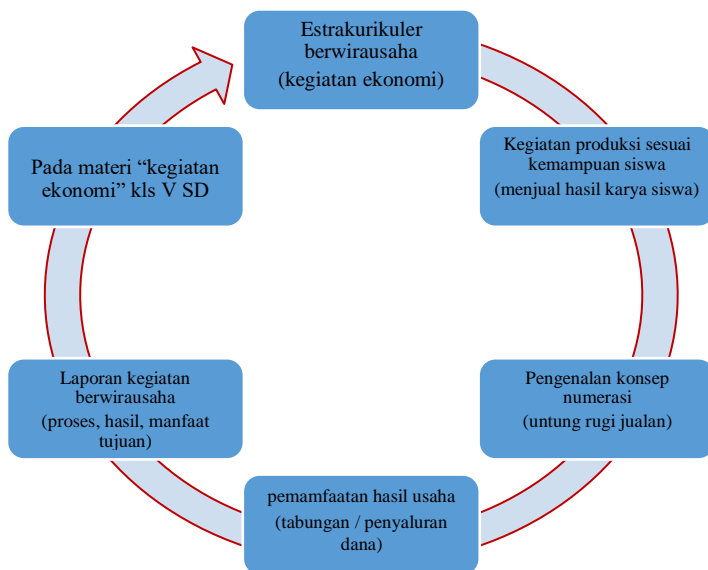 Estrakurikuler
berwirausaha
(kegiatan ekonomi)
Kegiatan produksi sesuai
kemampuan siswa
(menjual hasil karya siswa)
Pengenalan konsep
numerasi
(untung rugi jualan)
pemamfaatan hasil usaha
(tabungan / penyaluran
dana)
Laporan kegiatan
berwirausaha
(proses, hasil, manfaat
tujuan)
Pada materi “kegiatan
ekonomi” kls V SD